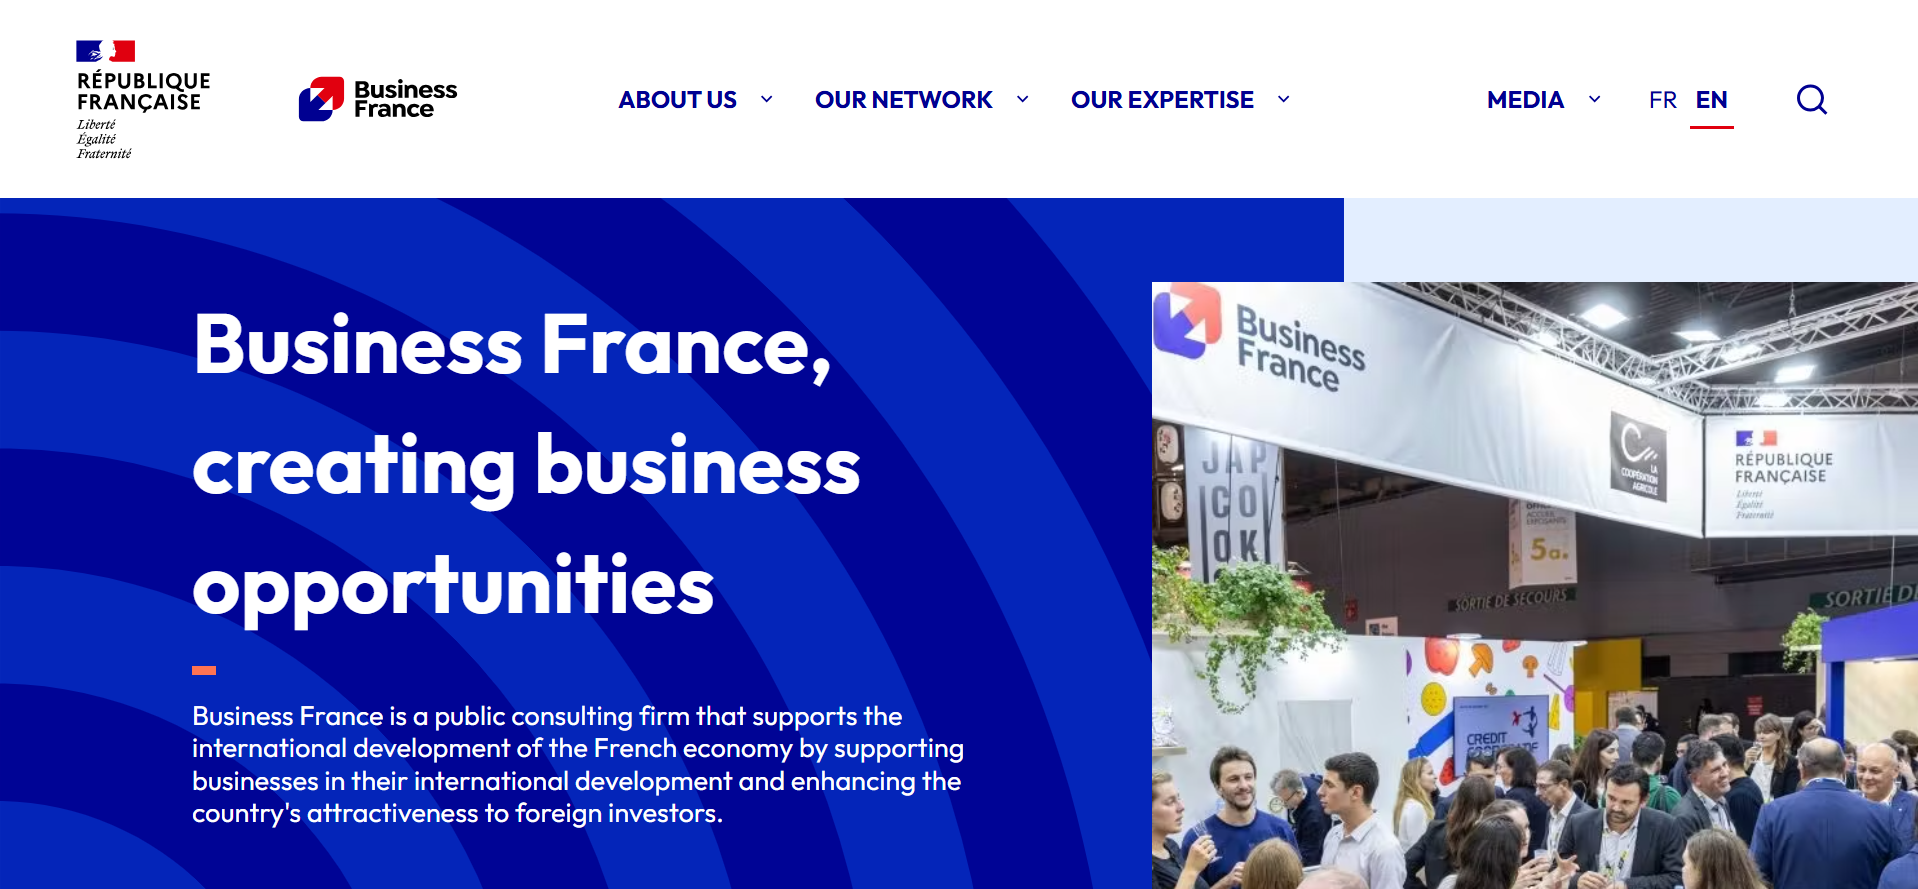 RÉPUBLIQUE
FRANÇAISE
Liberté
Égalité
Fraternité
Business
France
ABOUT US
OUR NETWORK
OUR EXPERTISE
MEDIA
FR EN
Business France,
creating business
opportunities
Business France is a public consulting firm that supports the
international development of the French economy by supporting
businesses in their international development and enhancing the
country's attractiveness to foreign investors.
Business
France
LA
COOPÉRATION
AGRICOLE
RÉPUBLIQUE
FRANÇAISE
Liberté
Égalité
Fraternité
JAP
ICO
OK
ACCUEIL
EXPOSANTS
5a.
SORTIE DE SECOURS
SORTIE D
CREDIT